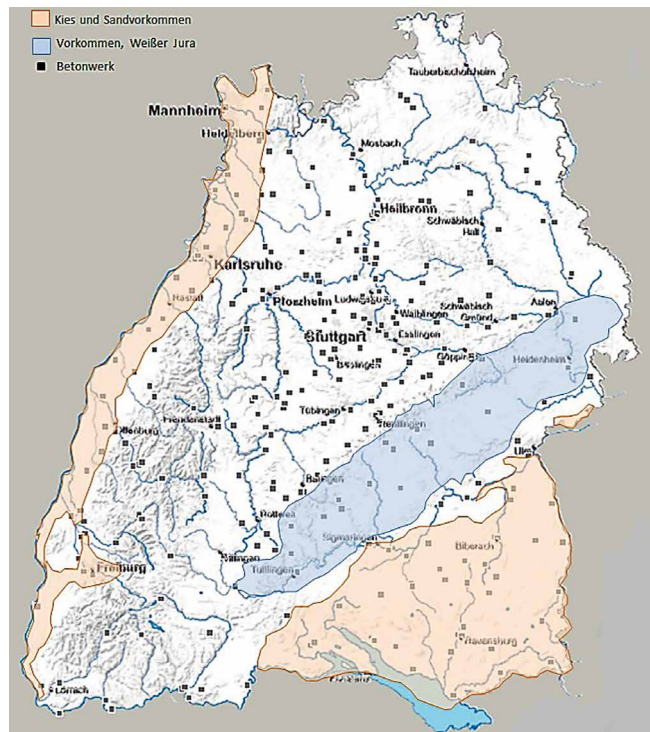 Kies und Sandvorkommen
Vorkommen, Weißer Jura
Betonwerk
Tauberbischofsheim
Mannheim
Heidelberg
Mosbach
Heilbronn
Schwäbisch
Hall
Karlsruhe
Rastatt
Pforzheim
Ludwigsburg
Waiblingen
Schwäbisch
Gmünd
Aalen
Stuttgart
Esslingen
Böblingen
Göppingen
Heidenheim
Tübingen
Freudenstadt
Reutlingen
Offenburg
Ulm
Balingen
Rottweil
Sigmaringen
Biberach
Villingen
Tuttlingen
Freiburg
Ravensburg
Konstanz
Lörrach